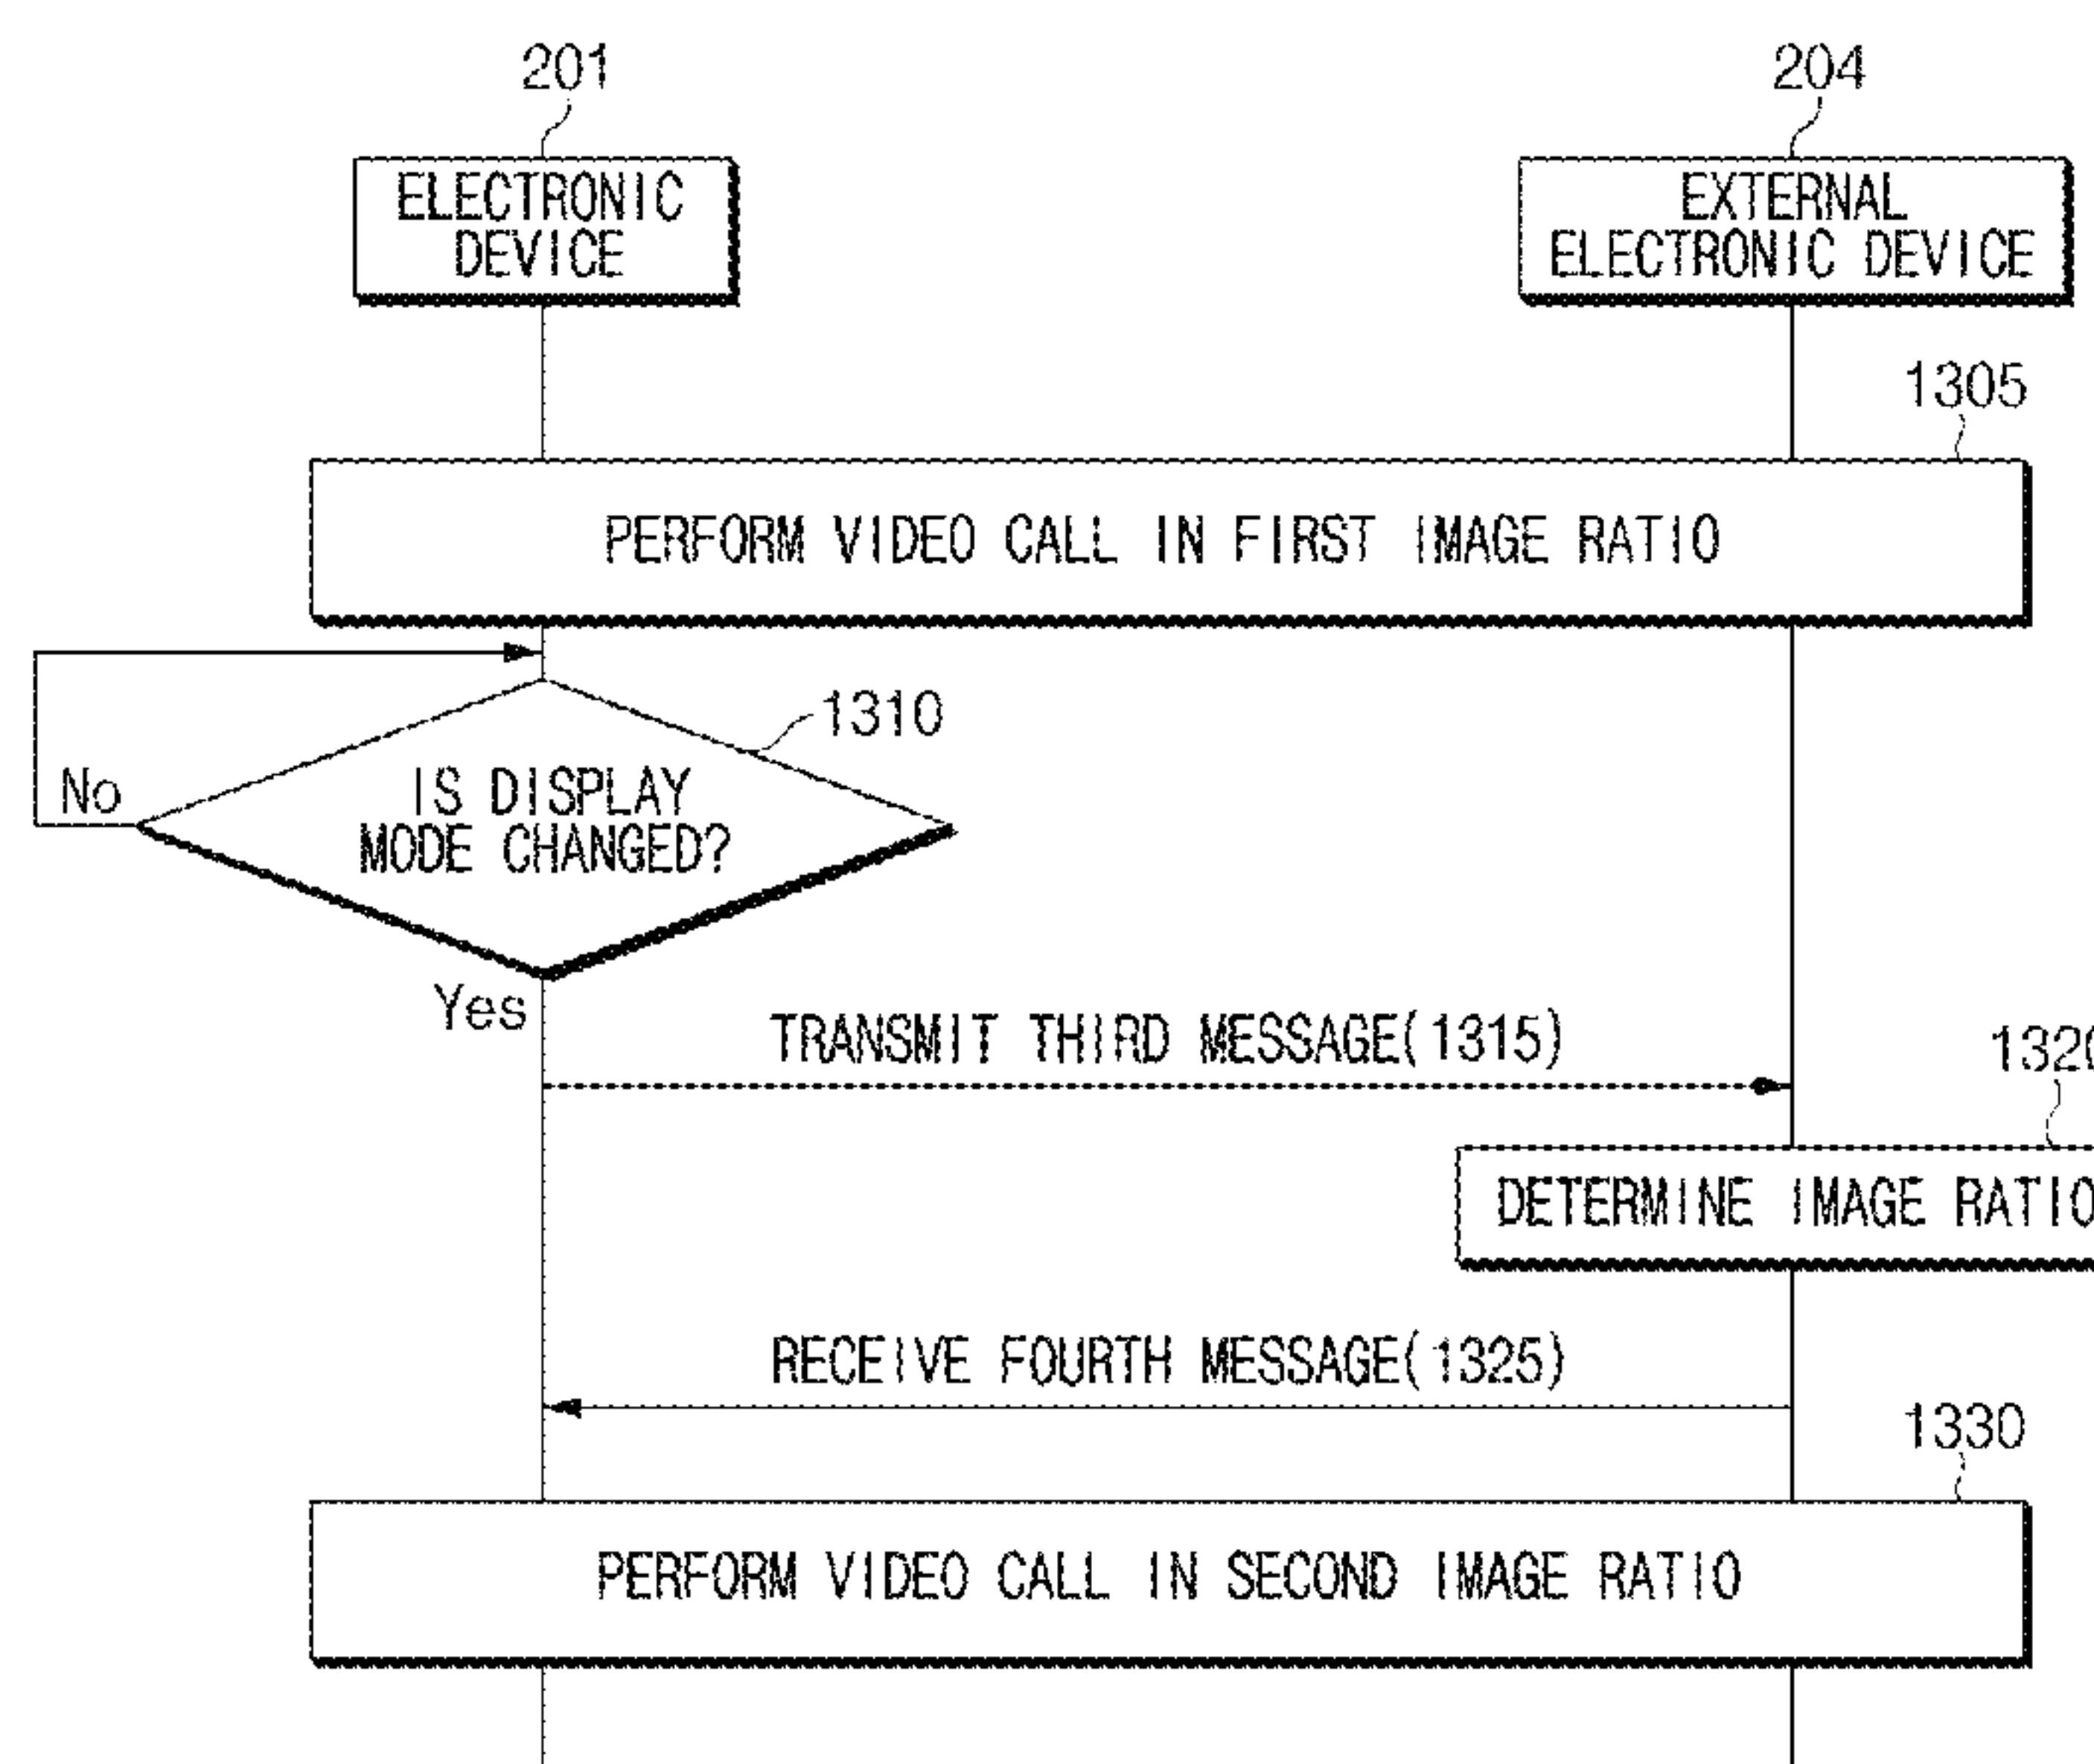 201
204
ELECTRONIC
DEVICE
EXTERNAL
ELECTRONIC DEVICE
1305
PERFORM VIDEO CALL IN FIRST IMAGE RATIO
1310
No
IS DISPLAY
MODE CHANGED?
Yes
TRANSMIT THIRD MESSAGE(1315)
1320
DETERMINE IMAGE RATIO
RECEIVE FOURTH MESSAGE(1325)
1330
PERFORM VIDEO CALL IN SECOND IMAGE RATIO